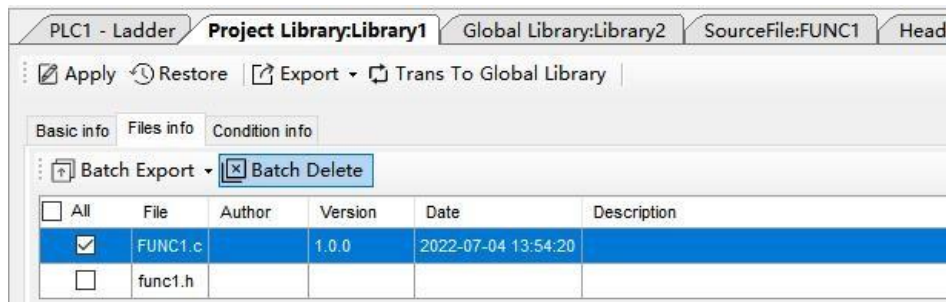 PLC1 - Ladder Project Library:Library1 Global Library:Library2 SourceFile:FUNC1 Head
Apply Restore Export Trans To Global Library
Basic info Files info Condition info
Batch Export Batch Delete
All File Author Version Date Description
FUNC1.c 1.0.0 2022-07-04 13:54:20
func1.h